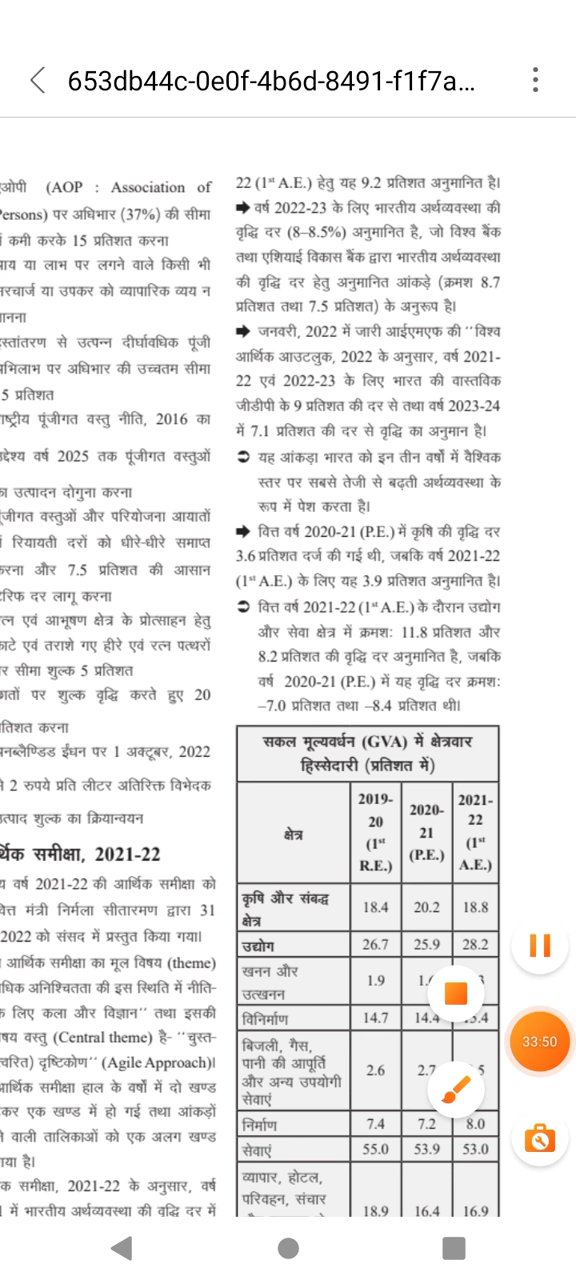 653db44c-0e0f-4b6d-8491-f1f7a...
(AOP : Association of
पर अधिभार (37%) की सीमा
कमी करके 15 प्रतिशत करना
या लाभ पर लगने वाले किसी भी
या उपकर को व्यापारिक व्यय न
से उत्पन्न दीर्घावधिक पूंजी
पर अधिभार की उच्चतम सीमा
5 प्रतिशत
पूंजीगत वस्तु नीति, 2016 का
वर्ष 2025 तक पूंजीगत वस्तुओं
उत्पादन दोगुना करना
वस्तुओं और परियोजना आयातों
रियायती दरों को धीरे-धीरे समाप्त
और 7.5 प्रतिशत की आसान
दर लागू करना
एवं आभूषण क्षेत्र के प्रोत्साहन हेतु
एवं तराशे गए हीरे एवं रत्न पत्थरों
सीमा शुल्क 5 प्रतिशत
पर शुल्क वृद्धि करते हुए 20
करना
ईंधन पर 1 अक्टूबर, 2022
2 रुपये प्रति लीटर अतिरिक्त विभेदक
शुल्क का क्रियान्वयन
समीक्षा, 2021-22
वर्ष 2021-22 की आर्थिक समीक्षा को
मंत्री निर्मला सीतारमण द्वारा 31
2022 को संसद में प्रस्तुत किया गया।
आर्थिक समीक्षा का मूल विषय (theme)
अनिश्चितता की इस स्थिति में नीति-
लिए कला और विज्ञान'' तथा इसकी
वस्तु (Central theme) है- ''चुस्त-
दृष्टिकोण'' (Agile Approach)।
समीक्षा हाल के वर्षों में दो खण्ड
एक खण्ड में हो गई तथा आंकड़ों
वाली तालिकाओं को एक अलग खण्ड
है।
समीक्षा, 2021-22 के अनुसार, वर्ष
में भारतीय अर्थव्यवस्था की वृद्धि दर में
22 (1st A.E.) हेतु यह 9.2 प्रतिशत अनुमानित है।
➡ वर्ष 2022-23 के लिए भारतीय अर्थव्यवस्था की
वृद्धि दर (8–8.5%) अनुमानित है, जो विश्व बैंक
तथा एशियाई विकास बैंक द्वारा भारतीय अर्थव्यवस्था
की वृद्धि दर हेतु अनुमानित आंकड़े (क्रमश 8.7
प्रतिशत तथा 7.5 प्रतिशत) के अनुरूप है।
➡ जनवरी, 2022 में जारी आईएमएफ की ''विश्व
आर्थिक आउटलुक, 2022 के अनुसार, वर्ष 2021-
22 एवं 2022-23 के लिए भारत की वास्तविक
जीडीपी के 9 प्रतिशत की दर से तथा वर्ष 2023-24
में 7.1 प्रतिशत की दर से वृद्धि का अनुमान है।
➲ यह आंकड़ा भारत को इन तीन वर्षों में वैश्विक
स्तर पर सबसे तेजी से बढ़ती अर्थव्यवस्था के
रूप में पेश करता है।
➡ वित्त वर्ष 2020-21 (P.E.) में कृषि की वृद्धि दर
3.6 प्रतिशत दर्ज की गई थी, जबकि वर्ष 2021-22
(1st A.E.) के लिए यह 3.9 प्रतिशत अनुमानित है।
➲ वित्त वर्ष 2021-22 (1st A.E.) के दौरान उद्योग
और सेवा क्षेत्र में क्रमश: 11.8 प्रतिशत और
8.2 प्रतिशत की वृद्धि दर अनुमानित है, जबकि
वर्ष 2020-21 (P.E.) में यह वृद्धि दर क्रमश:
–7.0 प्रतिशत तथा –8.4 प्रतिशत थी।
सकल मूल्यवर्धन (GVA) में क्षेत्रवार
हिस्सेदारी (प्रतिशत में)
क्षेत्र 2019-20 (1st R.E.) 2020-21 (P.E.) 2021-22 (1st A.E.)
कृषि और संबद्ध क्षेत्र 18.4 20.2 18.8
उद्योग 26.7 25.9 28.2
खनन और उत्खनन 1.9
विनिर्माण 14.7 14.4
बिजली, गैस, पानी की आपूर्ति और अन्य उपयोगी सेवाएं 2.6 2.7
निर्माण 7.4 7.2 8.0
सेवाएं 55.0 53.9 53.0
व्यापार, होटल,
परिवहन, संचार
18.9 16.4 16.9
33:50